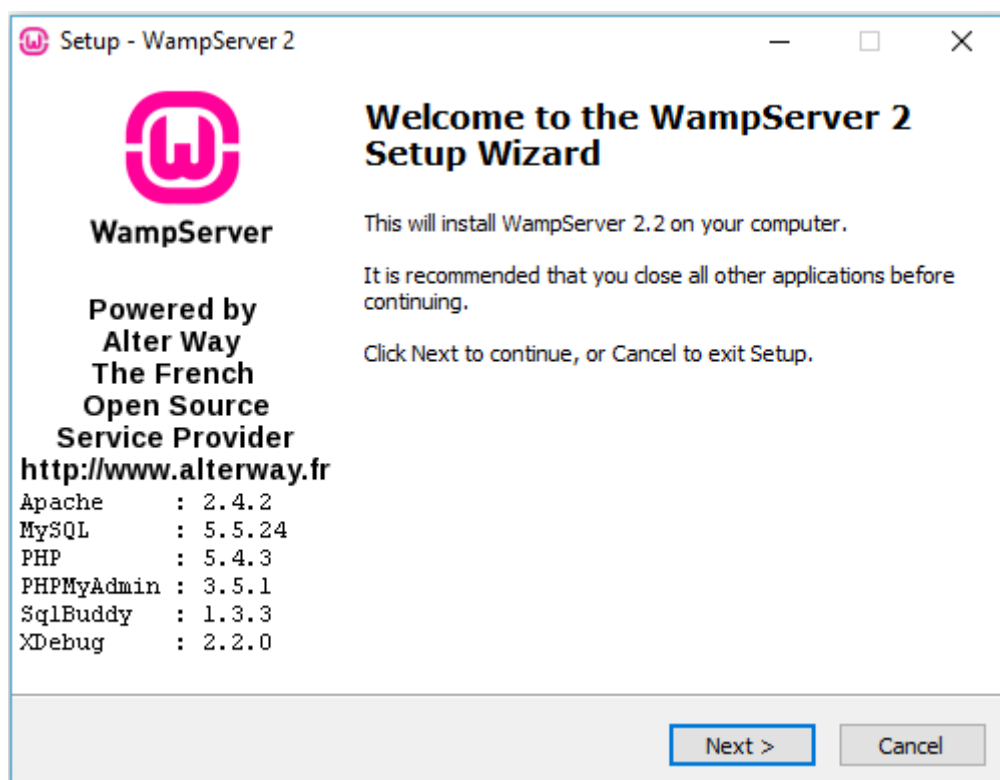 Setup - WampServer 2
WampServer
Powered by
Alter Way
The French
Open Source
Service Provider
http://www.alterway.fr
Apache : 2.4.2
MySQL : 5.5.24
PHP : 5.4.3
PHPMyAdmin : 3.5.1
SqlBuddy : 1.3.3
XDebug : 2.2.0
Welcome to the WampServer 2
Setup Wizard
This will install WampServer 2.2 on your computer.
It is recommended that you close all other applications before
continuing.
Click Next to continue, or Cancel to exit Setup.
Next >
Cancel